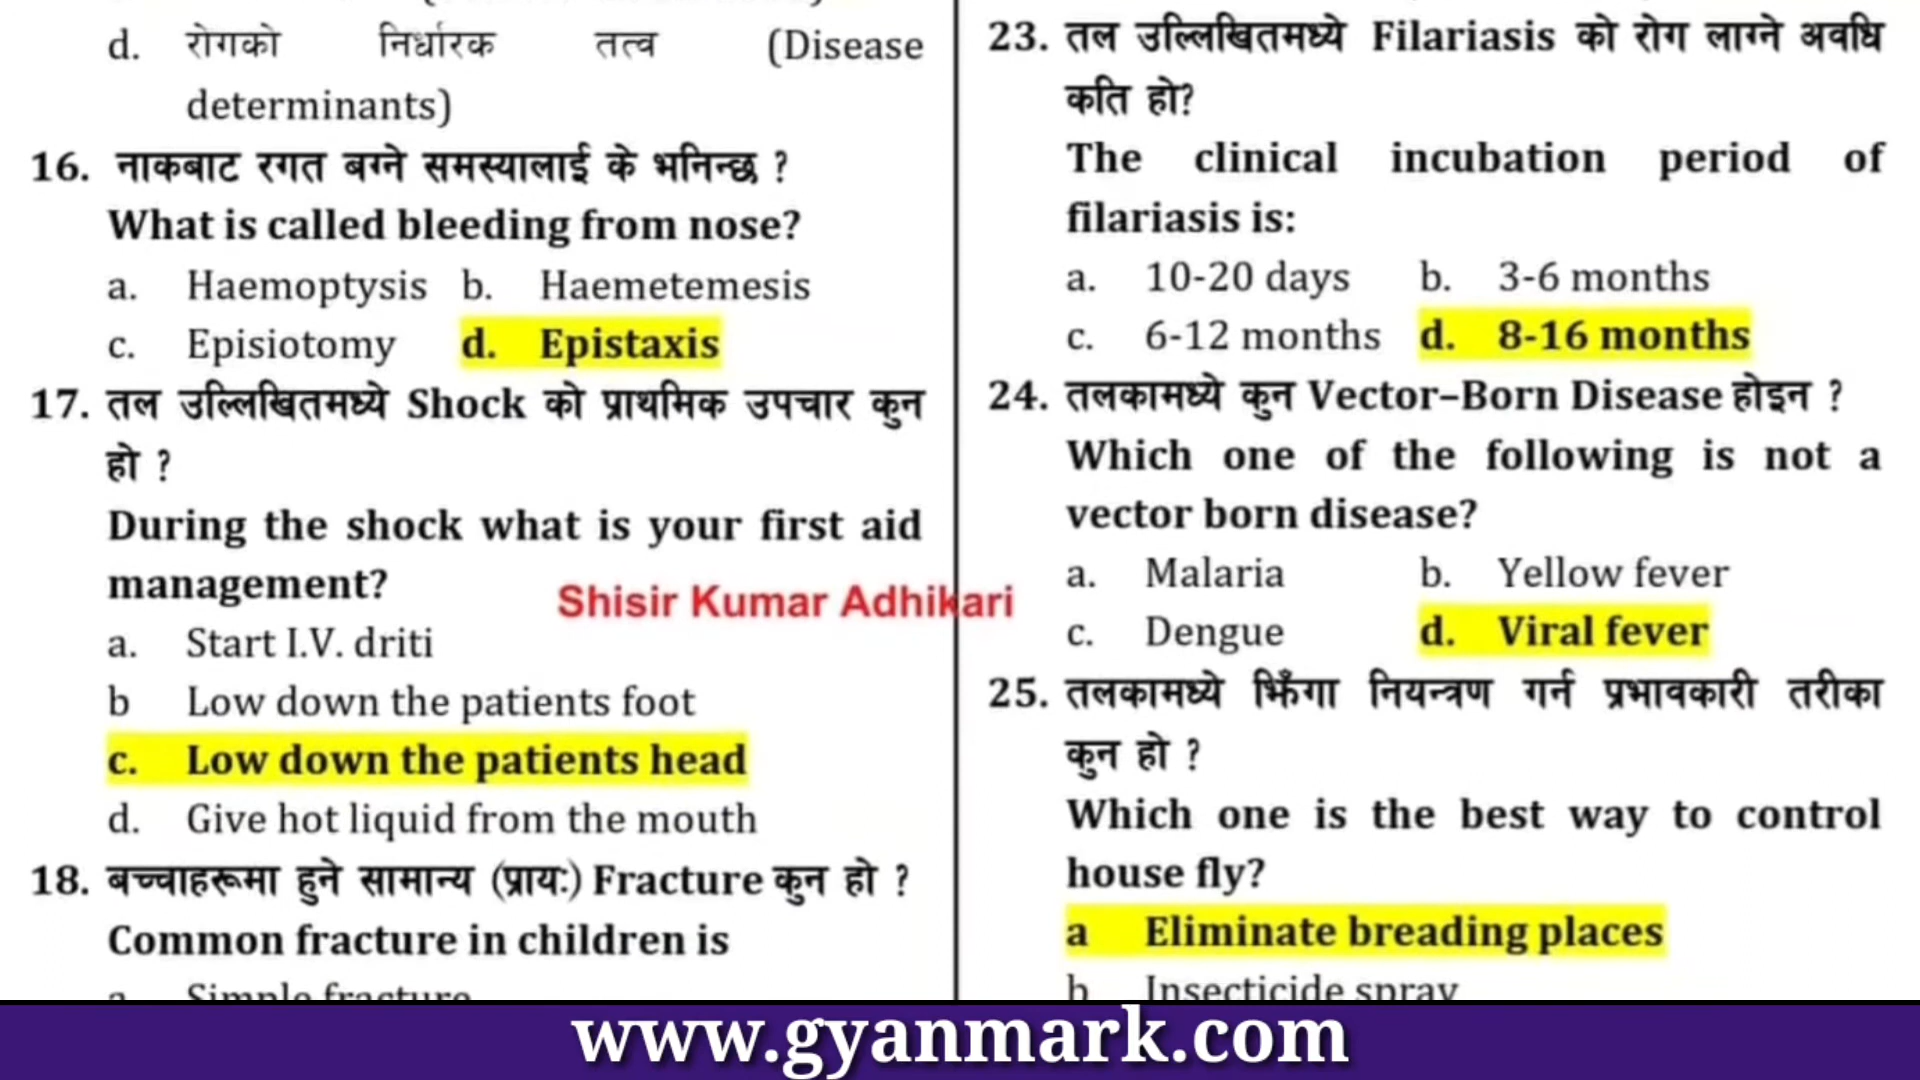 d. रोगको निर्धारक तत्व (Disease
determinants)
16. नाकबाट रगत बग्ने समस्यालाई के भनिन्छ ?
What is called bleeding from nose?
a. Haemoptysis b. Haemetemesis
c. Episiotomy d. Epistaxis
17. तल उल्लिखितमध्ये Shock को प्राथमिक उपचार कुन
हो ?
During the shock what is your first aid
management?
a. Start I.V. driti
b Low down the patients foot
c. Low down the patients head
d. Give hot liquid from the mouth
18. बच्चाहरूमा हुने सामान्य (प्रायः) Fracture कुन हो ?
Common fracture in children is
a. Simple fracture
23. तल उल्लिखितमध्ये Filariasis को रोग लाग्ने अवधि
कति हो?
The clinical incubation period of
filariasis is:
a. 10-20 days b. 3-6 months
c. 6-12 months d. 8-16 months
24. तलकामध्ये कुन Vector–Born Disease होइन ?
Which one of the following is not a
vector born disease?
a. Malaria b. Yellow fever
c. Dengue d. Viral fever
25. तलकामध्ये झिँगा नियन्त्रण गर्न प्रभावकारी तरीका
कुन हो ?
Which one is the best way to control
house fly?
a Eliminate breading places
b Insecticide spray
Shisir Kumar Adhikari
www.gyanmark.com